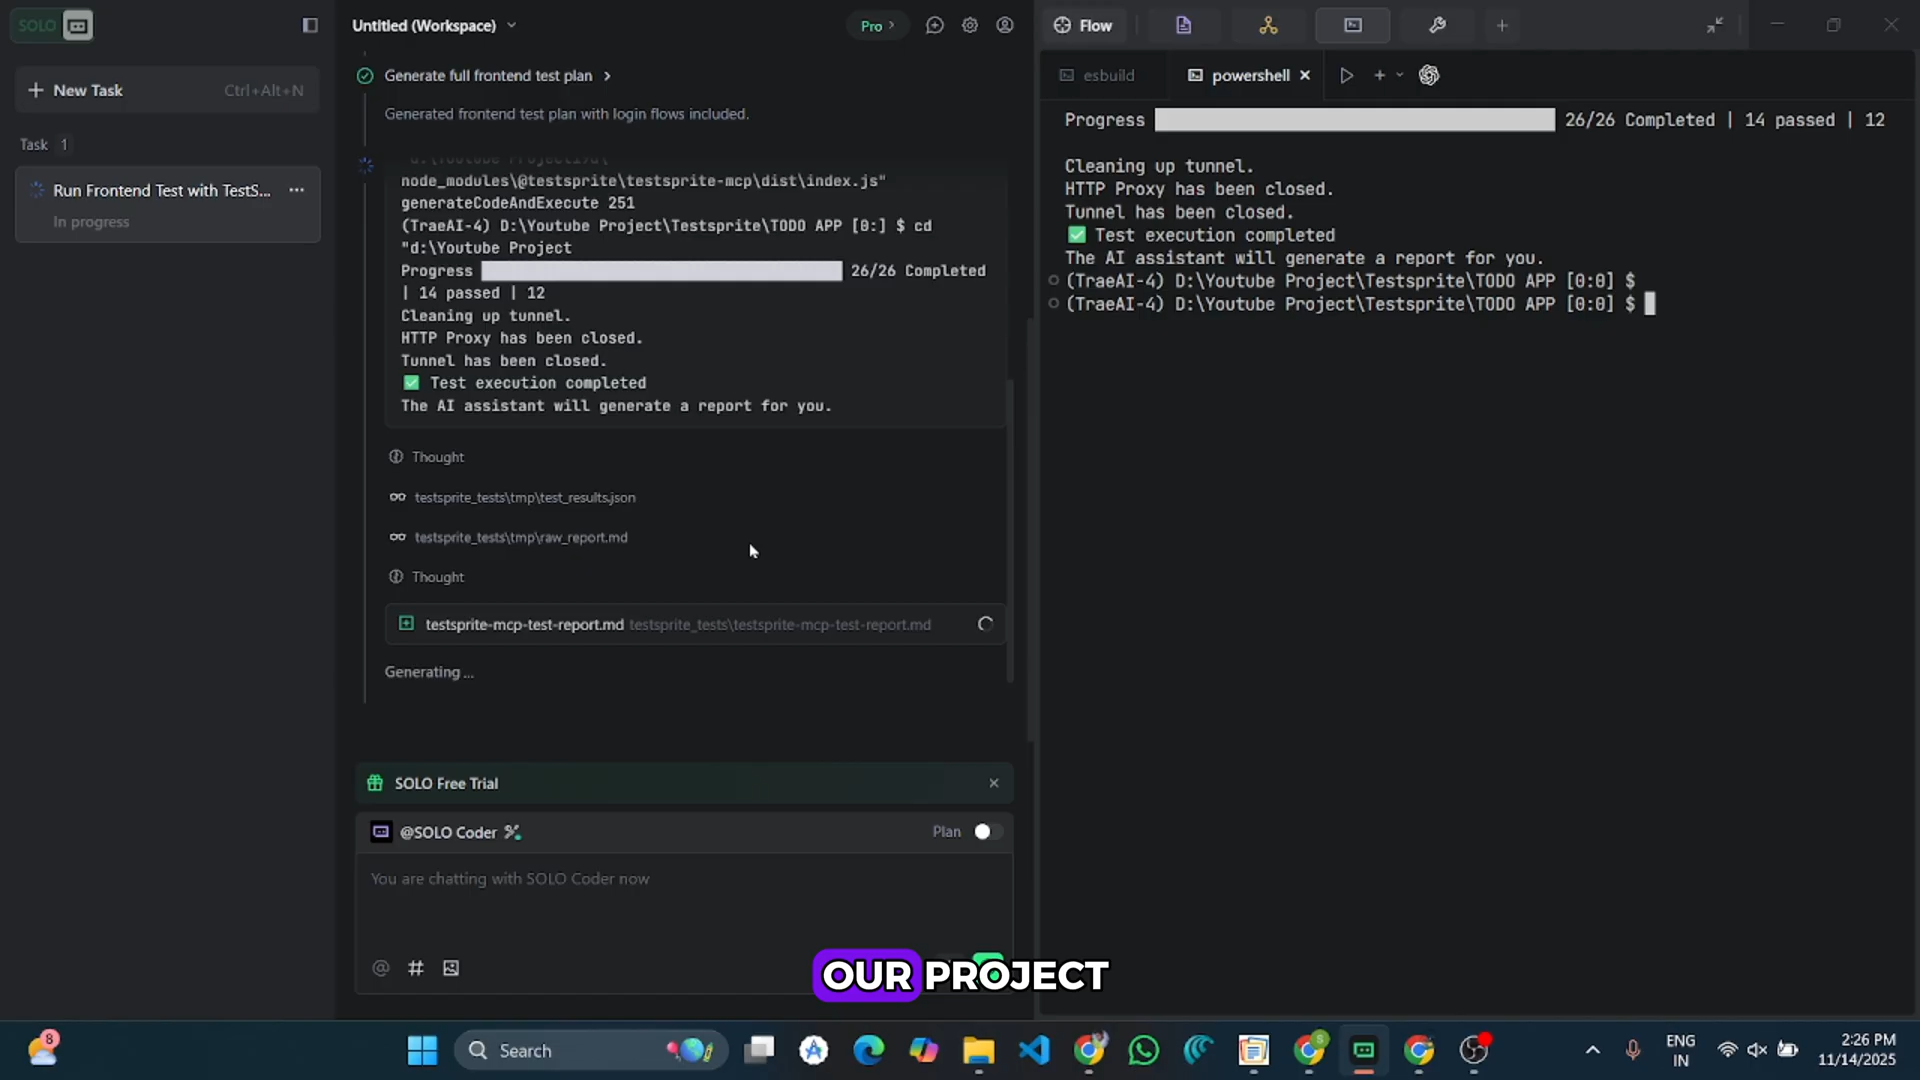 SOLO
Untitled (Workspace)
Pro
Flow
New Task
Ctrl+Alt+N
Task 1
Run Frontend Test with TestS...
In progress
Generate full frontend test plan
Generated frontend test plan with login flows included.
"d:\Youtube Project1\9d\
node_modules\@testsprite\testsprite-mcp\dist\index.js"
generateCodeAndExecute 251
(TraeAI-4) D:\Youtube Project\Testsprite\TODO APP [0:] $ cd
"d:\Youtube Project
Progress 26/26 Completed
| 14 passed | 12
Cleaning up tunnel.
HTTP Proxy has been closed.
Tunnel has been closed.
✅ Test execution completed
The AI assistant will generate a report for you.
Thought
testsprite_tests\tmp\test_results.json
testsprite_tests\tmp\raw_report.md
Thought
testsprite-mcp-test-report.md testsprite_tests\testsprite-mcp-test-report.md
Generating ...
SOLO Free Trial
@SOLO Coder
Plan
You are chatting with SOLO Coder now
@ #
esbuild
powershell
Progress 26/26 Completed | 14 passed | 12
Cleaning up tunnel.
HTTP Proxy has been closed.
Tunnel has been closed.
✅ Test execution completed
The AI assistant will generate a report for you.
(TraeAI-4) D:\Youtube Project\Testsprite\TODO APP [0:0] $
(TraeAI-4) D:\Youtube Project\Testsprite\TODO APP [0:0] $
OUR PROJECT
8
Search
ENG
IN
2:26 PM
11/14/2025